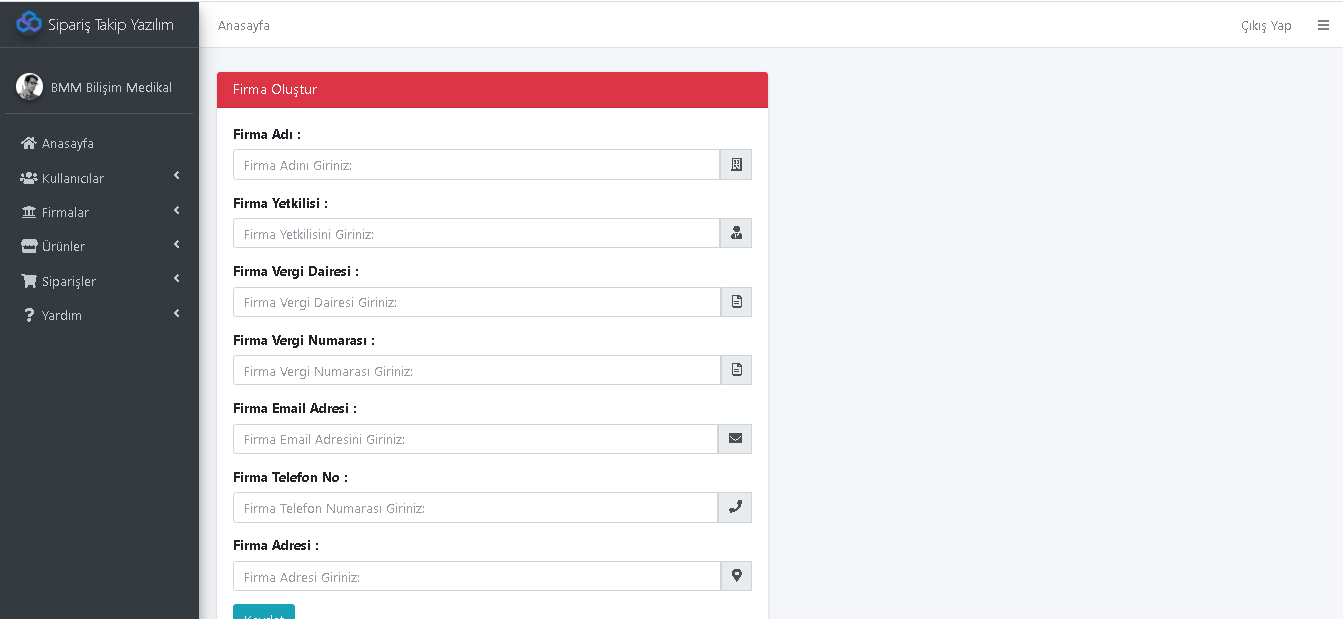 Sipariş Takip Yazılım
Anasayfa
Çıkış Yap
BMM Bilişim Medikal
Anasayfa
Kullanıcılar
Firmalar
Ürünler
Siparişler
Yardım
Firma Oluştur
Firma Adı :
Firma Adını Giriniz:
Firma Yetkilisi :
Firma Yetkilisini Giriniz:
Firma Vergi Dairesi :
Firma Vergi Dairesi Giriniz:
Firma Vergi Numarası :
Firma Vergi Numarası Giriniz:
Firma Email Adresi :
Firma Email Adresini Giriniz:
Firma Telefon No :
Firma Telefon Numarası Giriniz:
Firma Adresi :
Firma Adresi Giriniz:
Kaydet